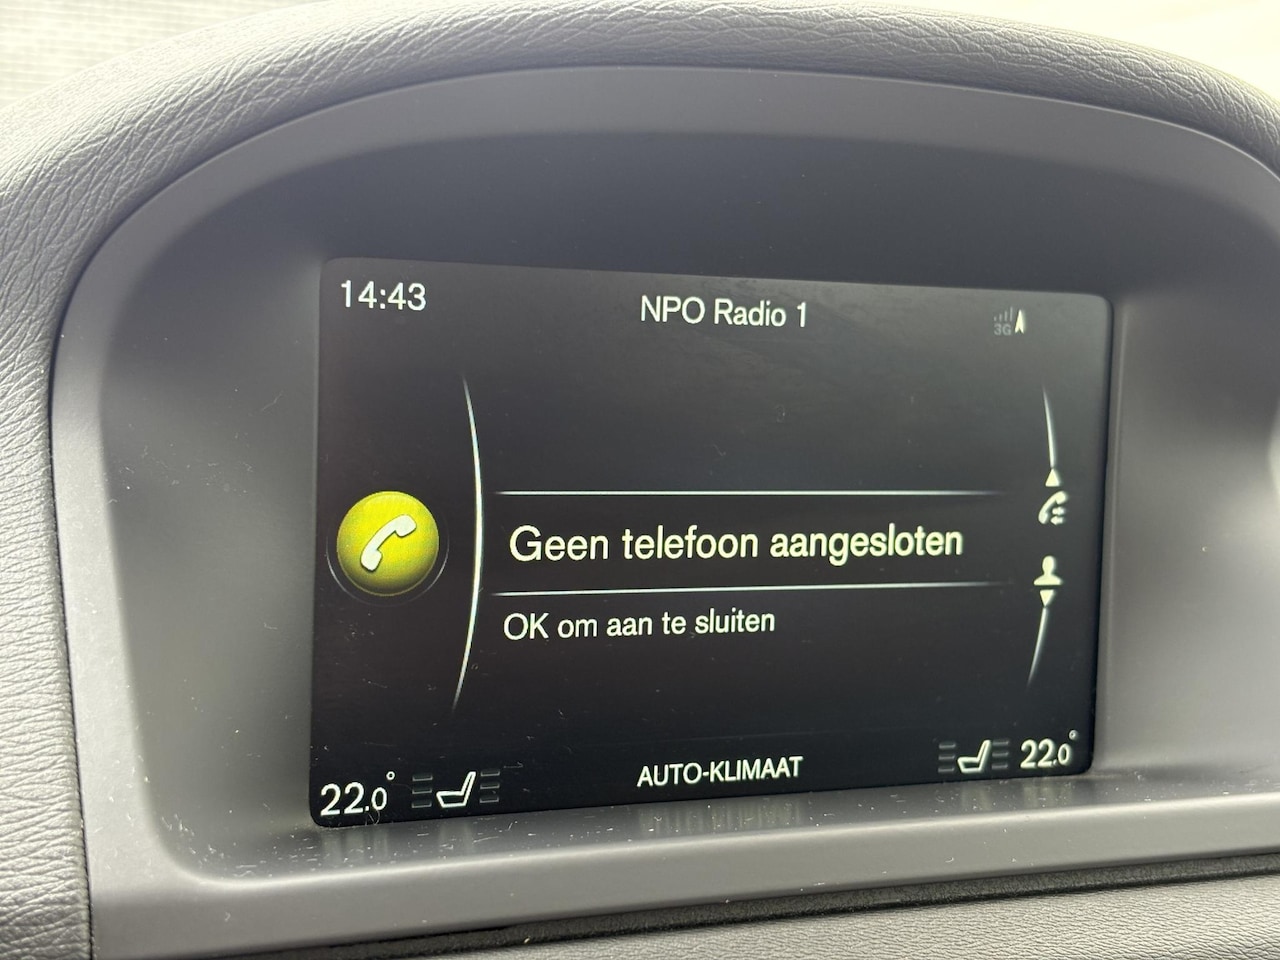 14:43
NPO Radio 1
3G
Geen telefoon aangesloten
OK om aan te sluiten
22.0°
AUTO-KLIMAAT
22.0°